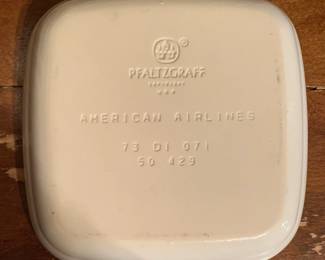 ®
PFALTZGRAFF
AMERICAN AIRLINES
73 DI 071
50 429